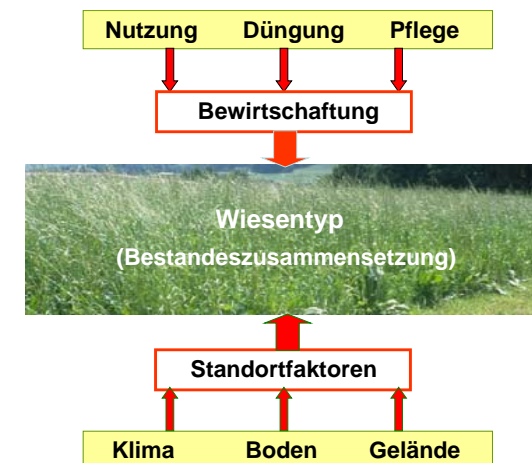 Nutzung Düngung Pflege
Bewirtschaftung
Wiesentyp
(Bestandeszusammensetzung)
Standortfaktoren
Klima Boden Gelände